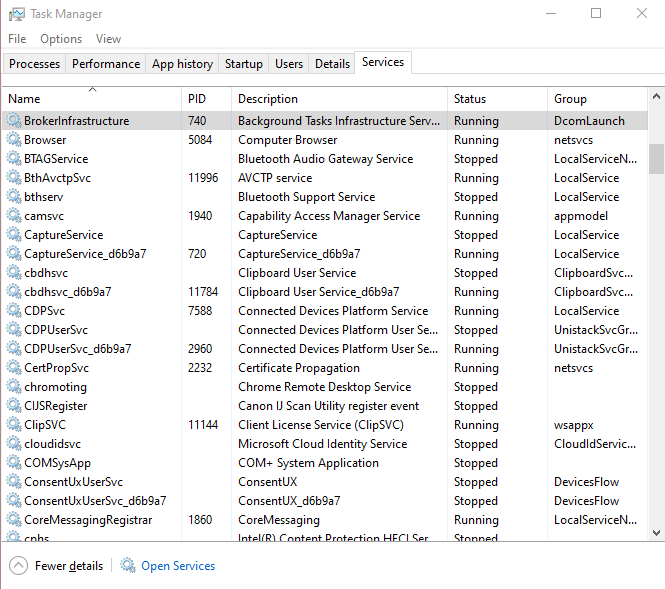 Task Manager
File Options View
Processes Performance App history Startup Users Details Services
Name PID Description Status Group
BrokerInfrastructure 740 Background Tasks Infrastructure Serv... Running DcomLaunch
Browser 5084 Computer Browser Running netsvcs
BTAGService Bluetooth Audio Gateway Service Stopped LocalServiceN...
BthAvctpSvc 11996 AVCTP service Running LocalService
bthserv Bluetooth Support Service Stopped LocalService
camsvc 1940 Capability Access Manager Service Running appmodel
CaptureService CaptureService Stopped LocalService
CaptureService_d6b9a7 720 CaptureService_d6b9a7 Running LocalService
cbdhsvc Clipboard User Service Stopped ClipboardSvc...
cbdhsvc_d6b9a7 11784 Clipboard User Service_d6b9a7 Running ClipboardSvc...
CDPSvc 7588 Connected Devices Platform Service Running LocalService
CDPUserSvc Connected Devices Platform User Se... Stopped UnistackSvcGr...
CDPUserSvc_d6b9a7 2960 Connected Devices Platform User Se... Running UnistackSvcGr...
CertPropSvc 2232 Certificate Propagation Running netsvcs
chromoting Chrome Remote Desktop Service Stopped
CIJSRegister Canon IJ Scan Utility register event Stopped
ClipSVC 11144 Client License Service (ClipSVC) Running wsappx
cloudidsvc Microsoft Cloud Identity Service Stopped CloudIdServic...
COMSysApp COM+ System Application Stopped
ConsentUxUserSvc ConsentUX Stopped DevicesFlow
ConsentUxUserSvc_d6b9a7 ConsentUX_d6b9a7 Stopped DevicesFlow
CoreMessagingRegistrar 1860 CoreMessaging Running LocalServiceN...
cphs Intel(R) Content Protection HECI Ser... Stopped
Fewer details Open Services